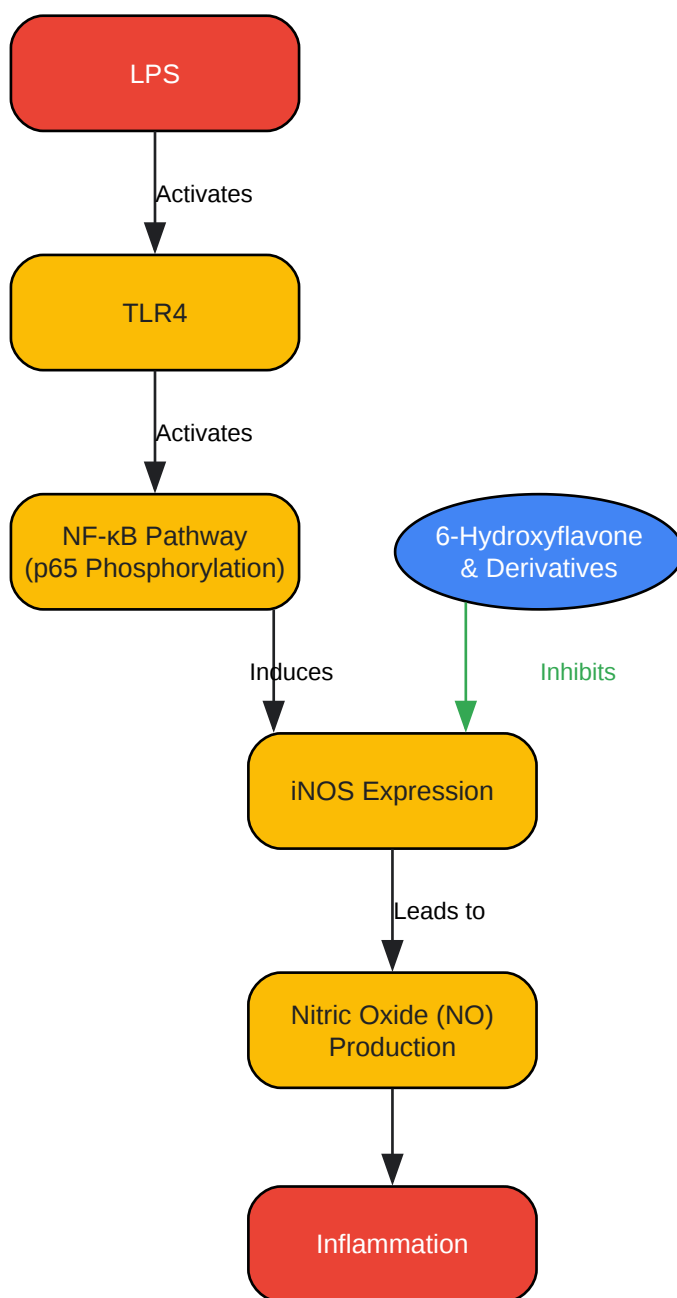 LPS
Activates
TLR4
Activates
NF-κB Pathway
(p65 Phosphorylation)
6-Hydroxyflavone
& Derivatives
Induces
Inhibits
iNOS Expression
Leads to
Nitric Oxide (NO)
Production
Inflammation